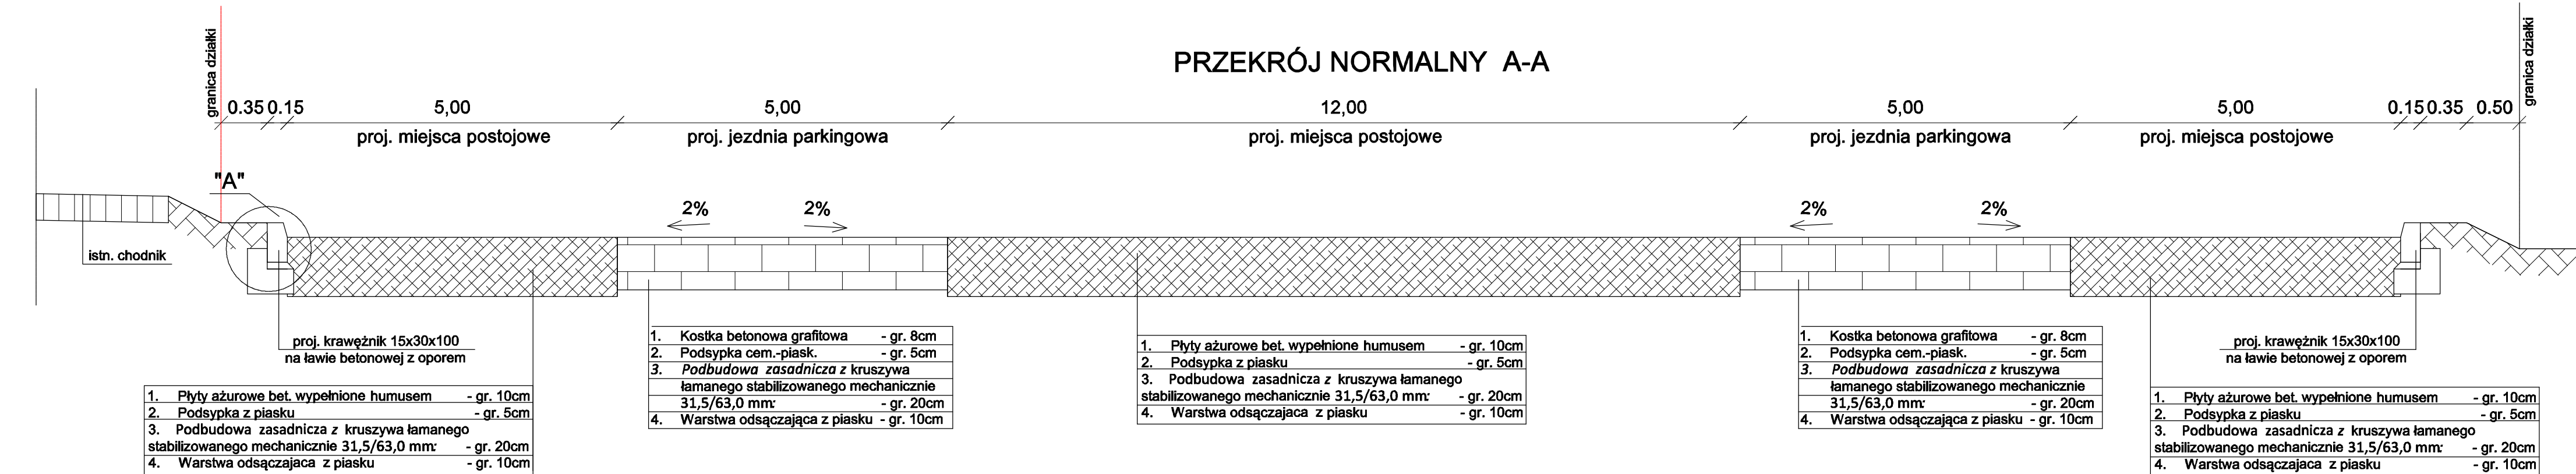 PRZEKRÓJ NORMALNY A-A
granica działki
granica działki
0.35 0.15 5,00 5,00 12,00 5,00 5,00 0.15 0.35 0.50
proj. miejsca postojowe proj. jezdnia parkingowa proj. miejsca postojowe proj. jezdnia parkingowa proj. miejsca postojowe
"A"
2% 2% 2% 2%
istn. chodnik
proj. krawężnik 15x30x100
na ławie betonowej z oporem
1. Płyty ażurowe bet. wypełnione humusem - gr. 10cm
2. Podsypka z piasku - gr. 5cm
3. Podbudowa zasadnicza z kruszywa łamanego
stabilizowanego mechanicznie 31,5/63,0 mm: - gr. 20cm
4. Warstwa odsączajaca z piasku - gr. 10cm
1. Kostka betonowa grafitowa - gr. 8cm
2. Podsypka cem.-piask. - gr. 5cm
3. Podbudowa zasadnicza z kruszywa
łamanego stabilizowanego mechanicznie
31,5/63,0 mm: - gr. 20cm
4. Warstwa odsączająca z piasku - gr. 10cm
1. Płyty ażurowe bet. wypełnione humusem - gr. 10cm
2. Podsypka z piasku - gr. 5cm
3. Podbudowa zasadnicza z kruszywa łamanego
stabilizowanego mechanicznie 31,5/63,0 mm: - gr. 20cm
4. Warstwa odsączajaca z piasku - gr. 10cm
1. Kostka betonowa grafitowa - gr. 8cm
2. Podsypka cem.-piask. - gr. 5cm
3. Podbudowa zasadnicza z kruszywa
łamanego stabilizowanego mechanicznie
31,5/63,0 mm: - gr. 20cm
4. Warstwa odsączająca z piasku - gr. 10cm
proj. krawężnik 15x30x100
na ławie betonowej z oporem
1. Płyty ażurowe bet. wypełnione humusem - gr. 10cm
2. Podsypka z piasku - gr. 5cm
3. Podbudowa zasadnicza z kruszywa łamanego
stabilizowanego mechanicznie 31,5/63,0 mm: - gr. 20cm
4. Warstwa odsączajaca z piasku - gr. 10cm